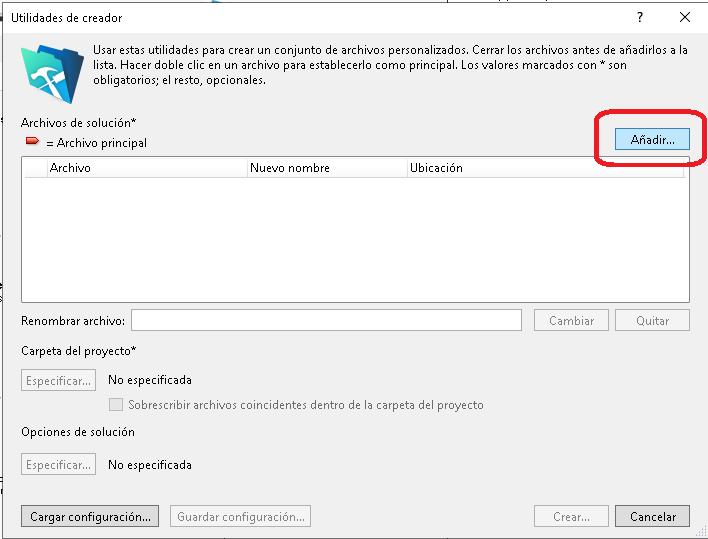 Utilidades de creador
?
Usar estas utilidades para crear un conjunto de archivos personalizados. Cerrar los archivos antes de añadirlos a la
lista. Hacer doble clic en un archivo para establecerlo como principal. Los valores marcados con * son
obligatorios; el resto, opcionales.
Archivos de solución*
= Archivo principal
Añadir...
Archivo Nuevo nombre Ubicación
Renombrar archivo: Cambiar Quitar
Carpeta del proyecto*
Especificar... No especificada
Sobrescribir archivos coincidentes dentro de la carpeta del proyecto
Opciones de solución
Especificar... No especificada
Cargar configuración... Guardar configuración... Crear... Cancelar